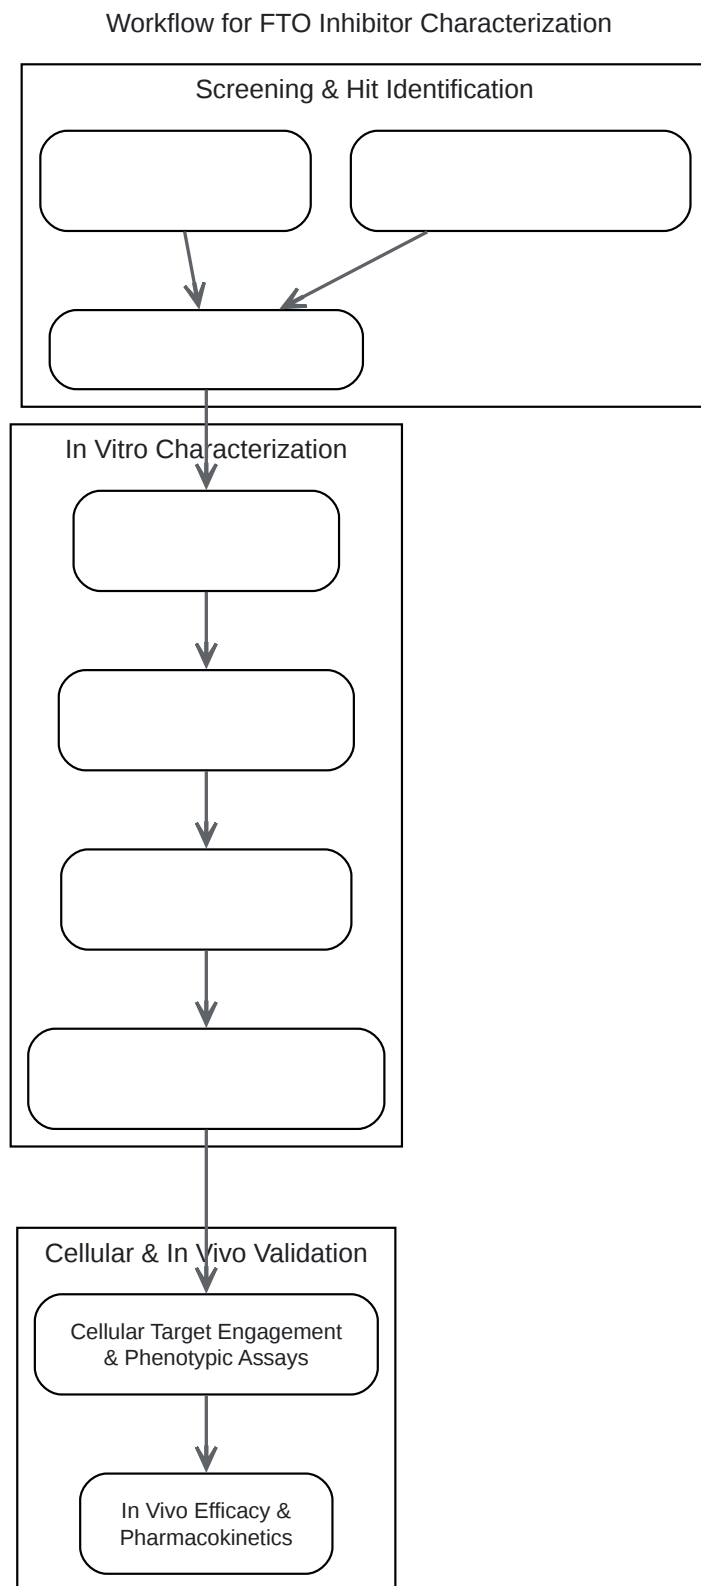 Workflow for FTO Inhibitor Characterization
Screening & Hit Identification
In Vitro Characterization
Cellular & In Vivo Validation
Cellular Target Engagement
& Phenotypic Assays
In Vivo Efficacy &
Pharmacokinetics